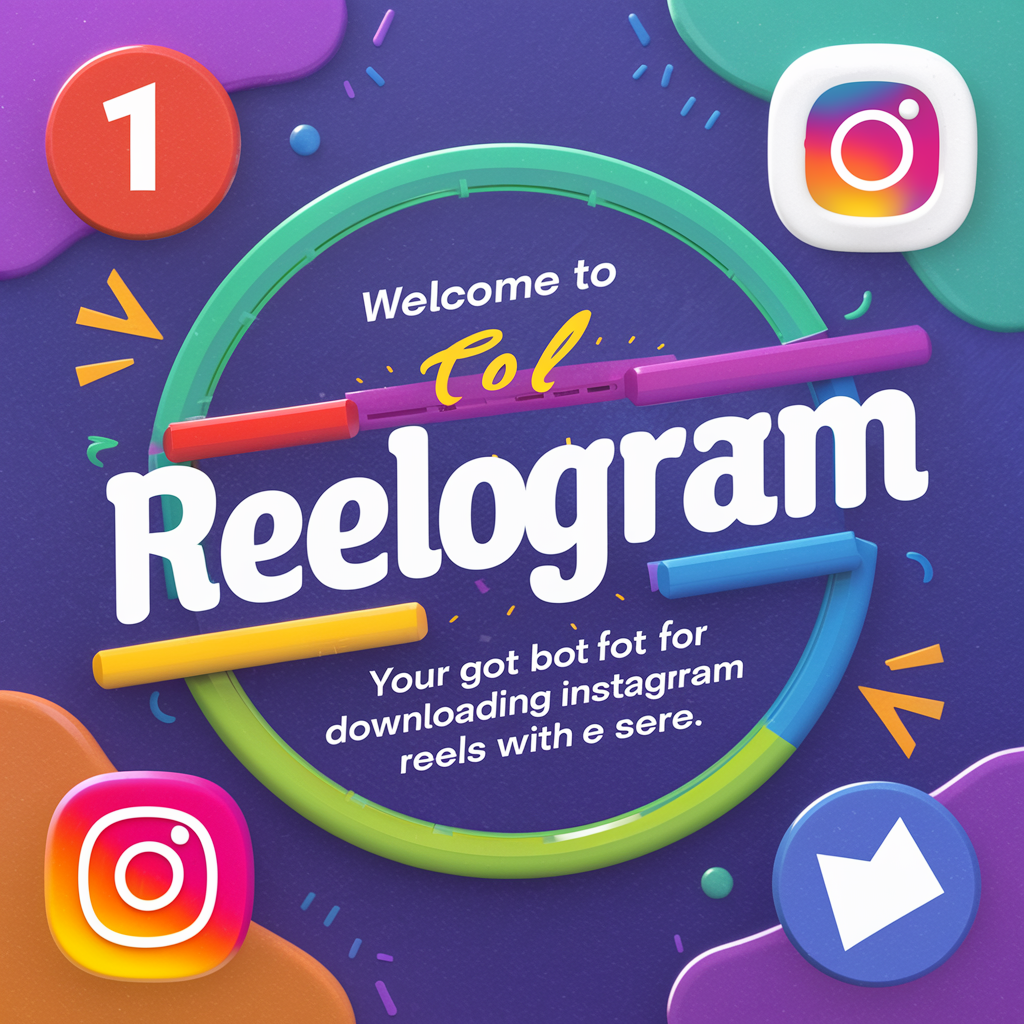 1
Welcome to
Tol
Reelogram
Your got bot fot for
downloading instagrram
reels with e sere.